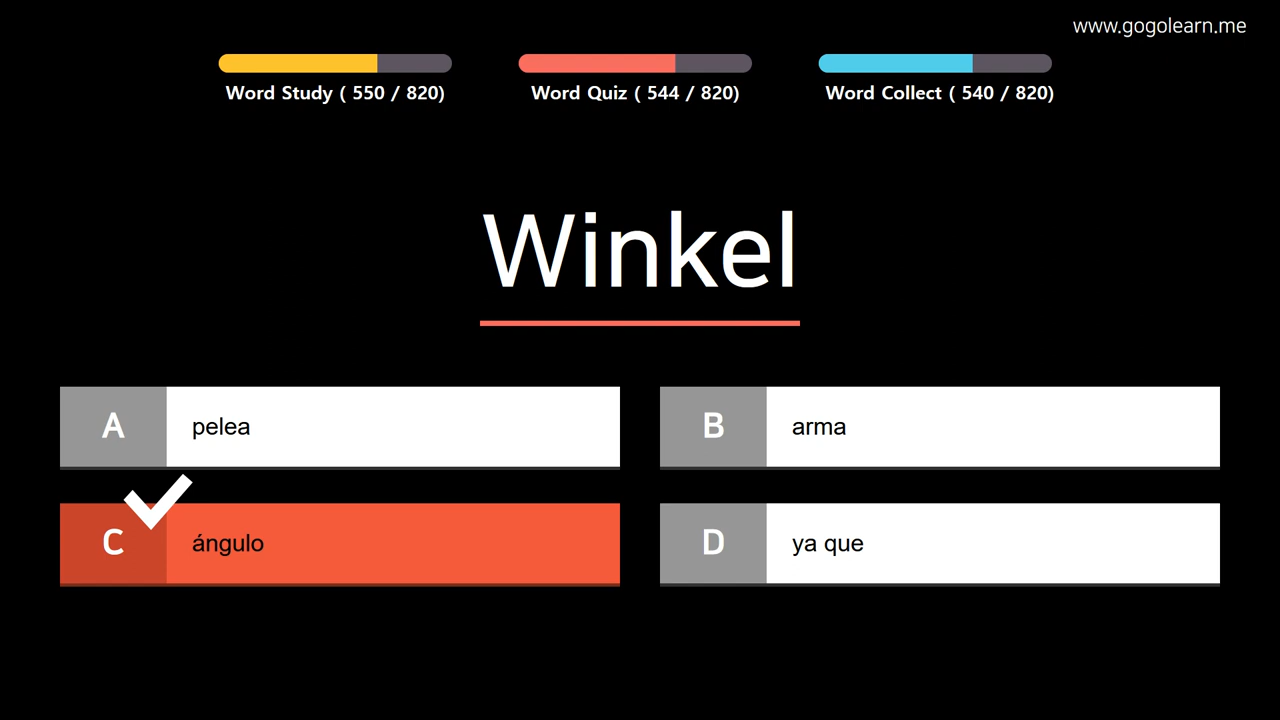 www.gogolearn.me
Word Study ( 550 / 820)
Word Quiz ( 544 / 820)
Word Collect ( 540 / 820)
Winkel
A pelea
B arma
C ángulo
D ya que